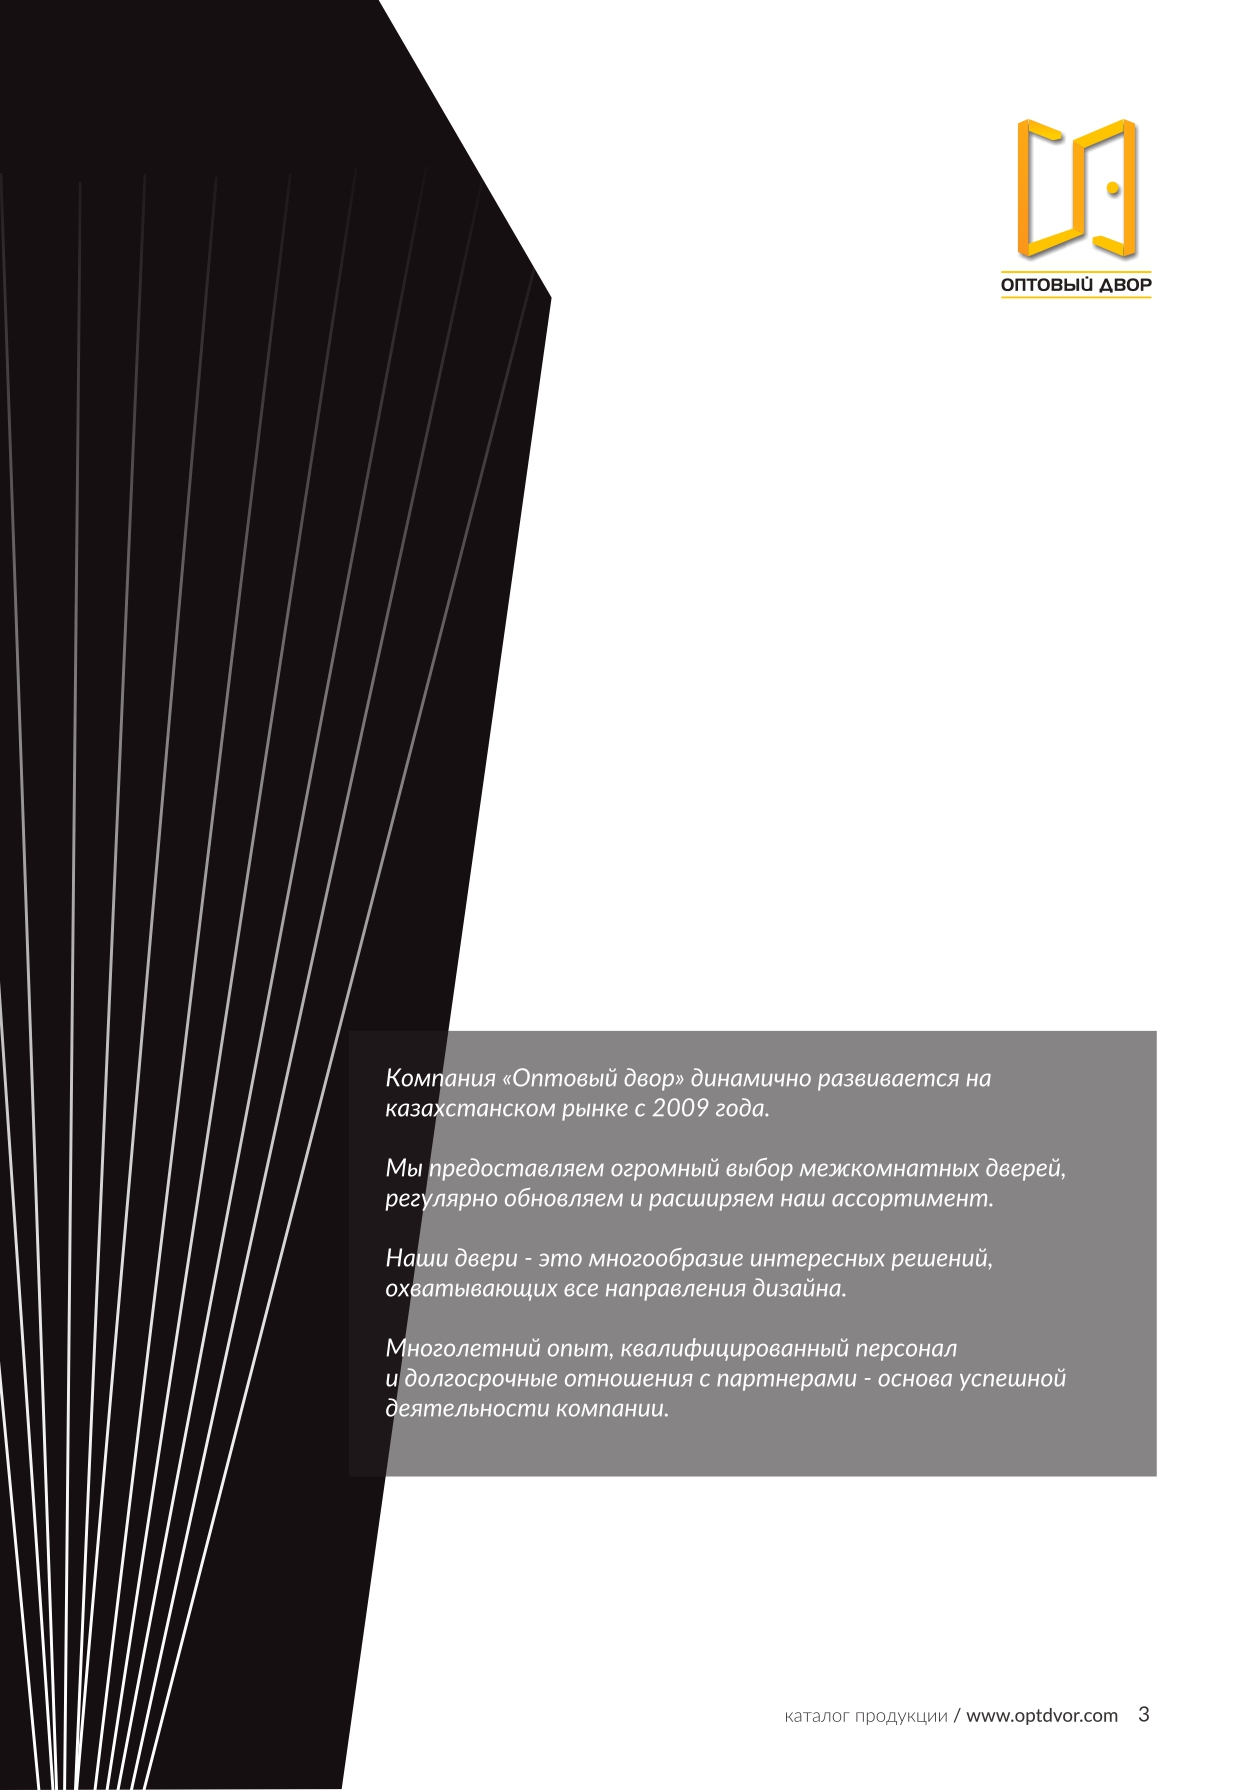 ОПТОВЫЙ ДВОР
Компания «Оптовый двор» динамично развивается на
казахстанском рынке с 2009 года.
Мы предоставляем огромный выбор межкомнатных дверей,
регулярно обновляем и расширяем наш ассортимент.
Наши двери - это многообразие интересных решений,
охватывающих все направления дизайна.
Многолетний опыт, квалифицированный персонал
и долгосрочные отношения с партнерами - основа успешной
деятельности компании.
каталог продукции / www.optdvor.com 3